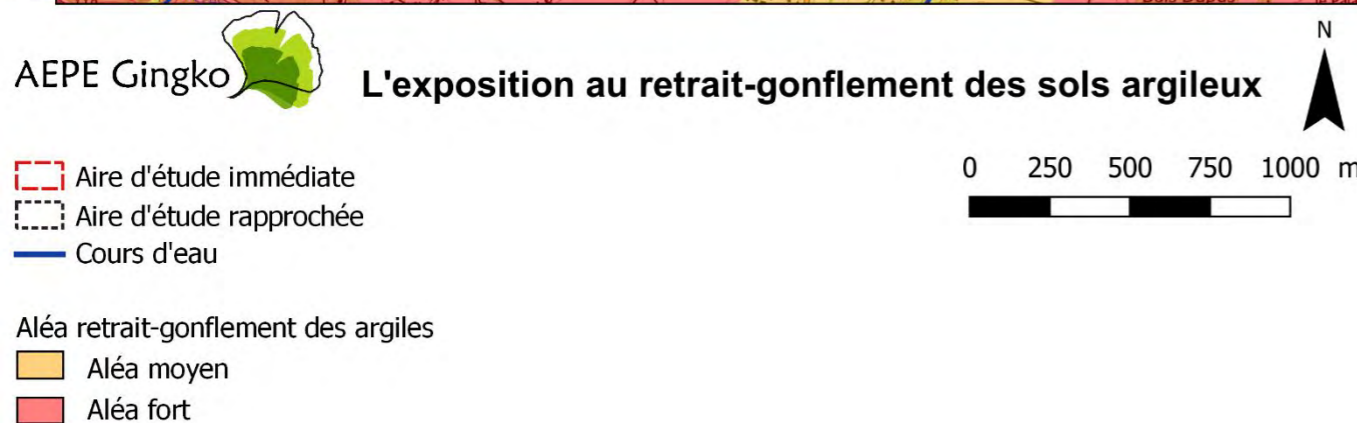 N
AEPE Gingko
L'exposition au retrait-gonflement des sols argileux
Aire d'étude immédiate
Aire d'étude rapprochée
Cours d'eau
0 250 500 750 1000 m
Aléa retrait-gonflement des argiles
Aléa moyen
Aléa fort